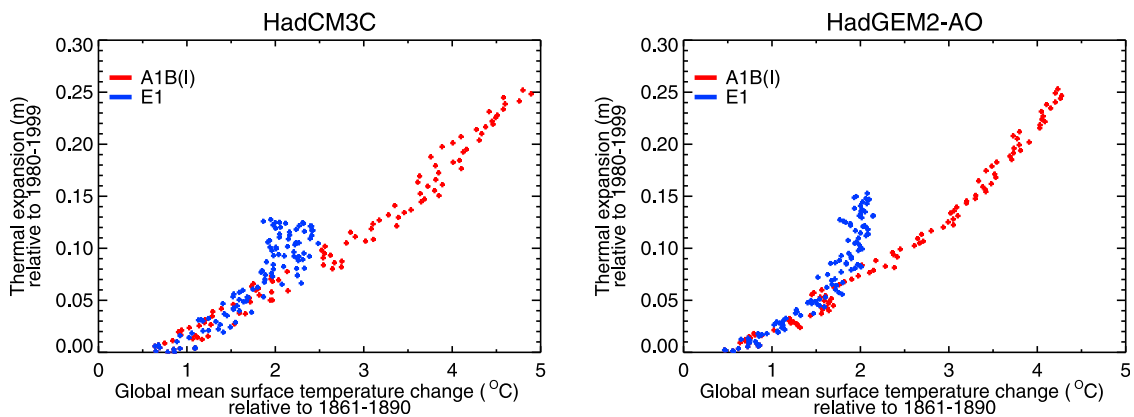 HadCM3C
0.30
0.25
0.20
0.15
0.10
0.05
0.00
Thermal expansion (m)
relative to 1980-1999
A1B(I)
E1
0 1 2 3 4 5
Global mean surface temperature change (°C)
relative to 1861-1890
HadGEM2-AO
0.30
0.25
0.20
0.15
0.10
0.05
0.00
Thermal expansion (m)
relative to 1980-1999
A1B(I)
E1
0 1 2 3 4 5
Global mean surface temperature change (°C)
relative to 1861-1890